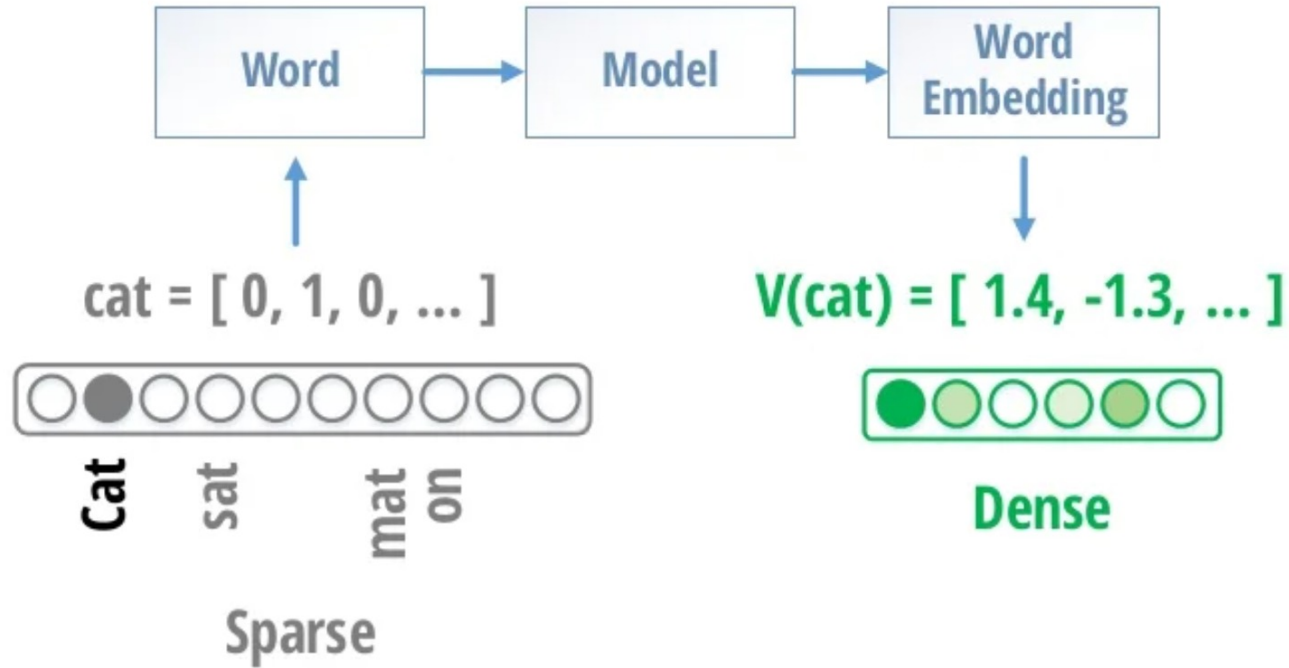 Word
Model
Word
Embedding
cat = [ 0, 1, 0, ... ]
V(cat) = [ 1.4, -1.3, ... ]
Cat
sat
mat
on
Dense
Sparse